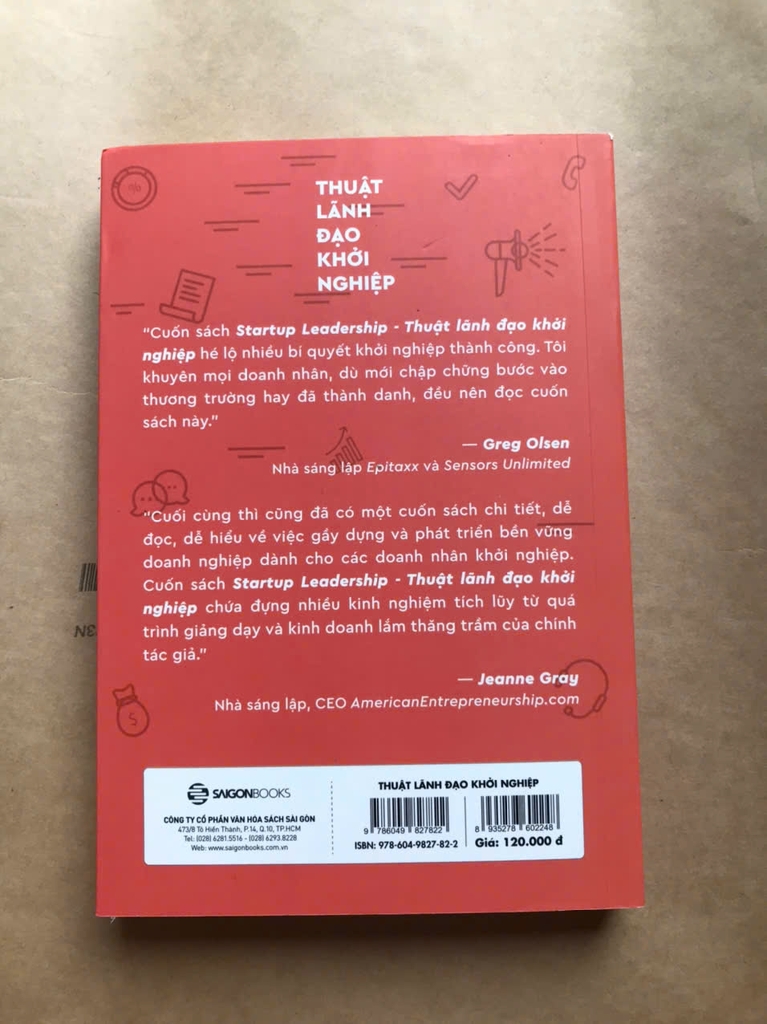 THUẬT
LÃNH
ĐẠO
KHỞI
NGHIỆP
“Cuốn sách Startup Leadership - Thuật lãnh đạo khởi
nghiệp hé lộ nhiều bí quyết khởi nghiệp thành công. Tôi
khuyên mọi doanh nhân, dù mới chập chững bước vào
thương trường hay đã thành danh, đều nên đọc cuốn
sách này.”
— Greg Olsen
Nhà sáng lập Epitaxx và Sensors Unlimited
“Cuối cùng thì cũng đã có một cuốn sách chi tiết, dễ
đọc, dễ hiểu về việc gầy dựng và phát triển bền vững
doanh nghiệp dành cho các doanh nhân khởi nghiệp.
Cuốn sách Startup Leadership - Thuật lãnh đạo khởi
nghiệp chứa đựng nhiều kinh nghiệm tích lũy từ quá
trình giảng dạy và kinh doanh lắm thăng trầm của chính
tác giả.”
— Jeanne Gray
Nhà sáng lập, CEO AmericanEntrepreneurship.com
SAIGONBOOKS
CÔNG TY CỔ PHẦN VĂN HÓA SÁCH SÀI GÒN
473/8 Tô Hiến Thành, P.14, Q.10, TP.HCM
Tel: (028) 6281.5516 - (028) 6293.8228
Web: www.saigonbooks.com.vn
THUẬT LÃNH ĐẠO KHỞI NGHIỆP
9 786049 827822
ISBN: 978-604-9827-82-2
8 935278 602248
Giá: 120.000 đ